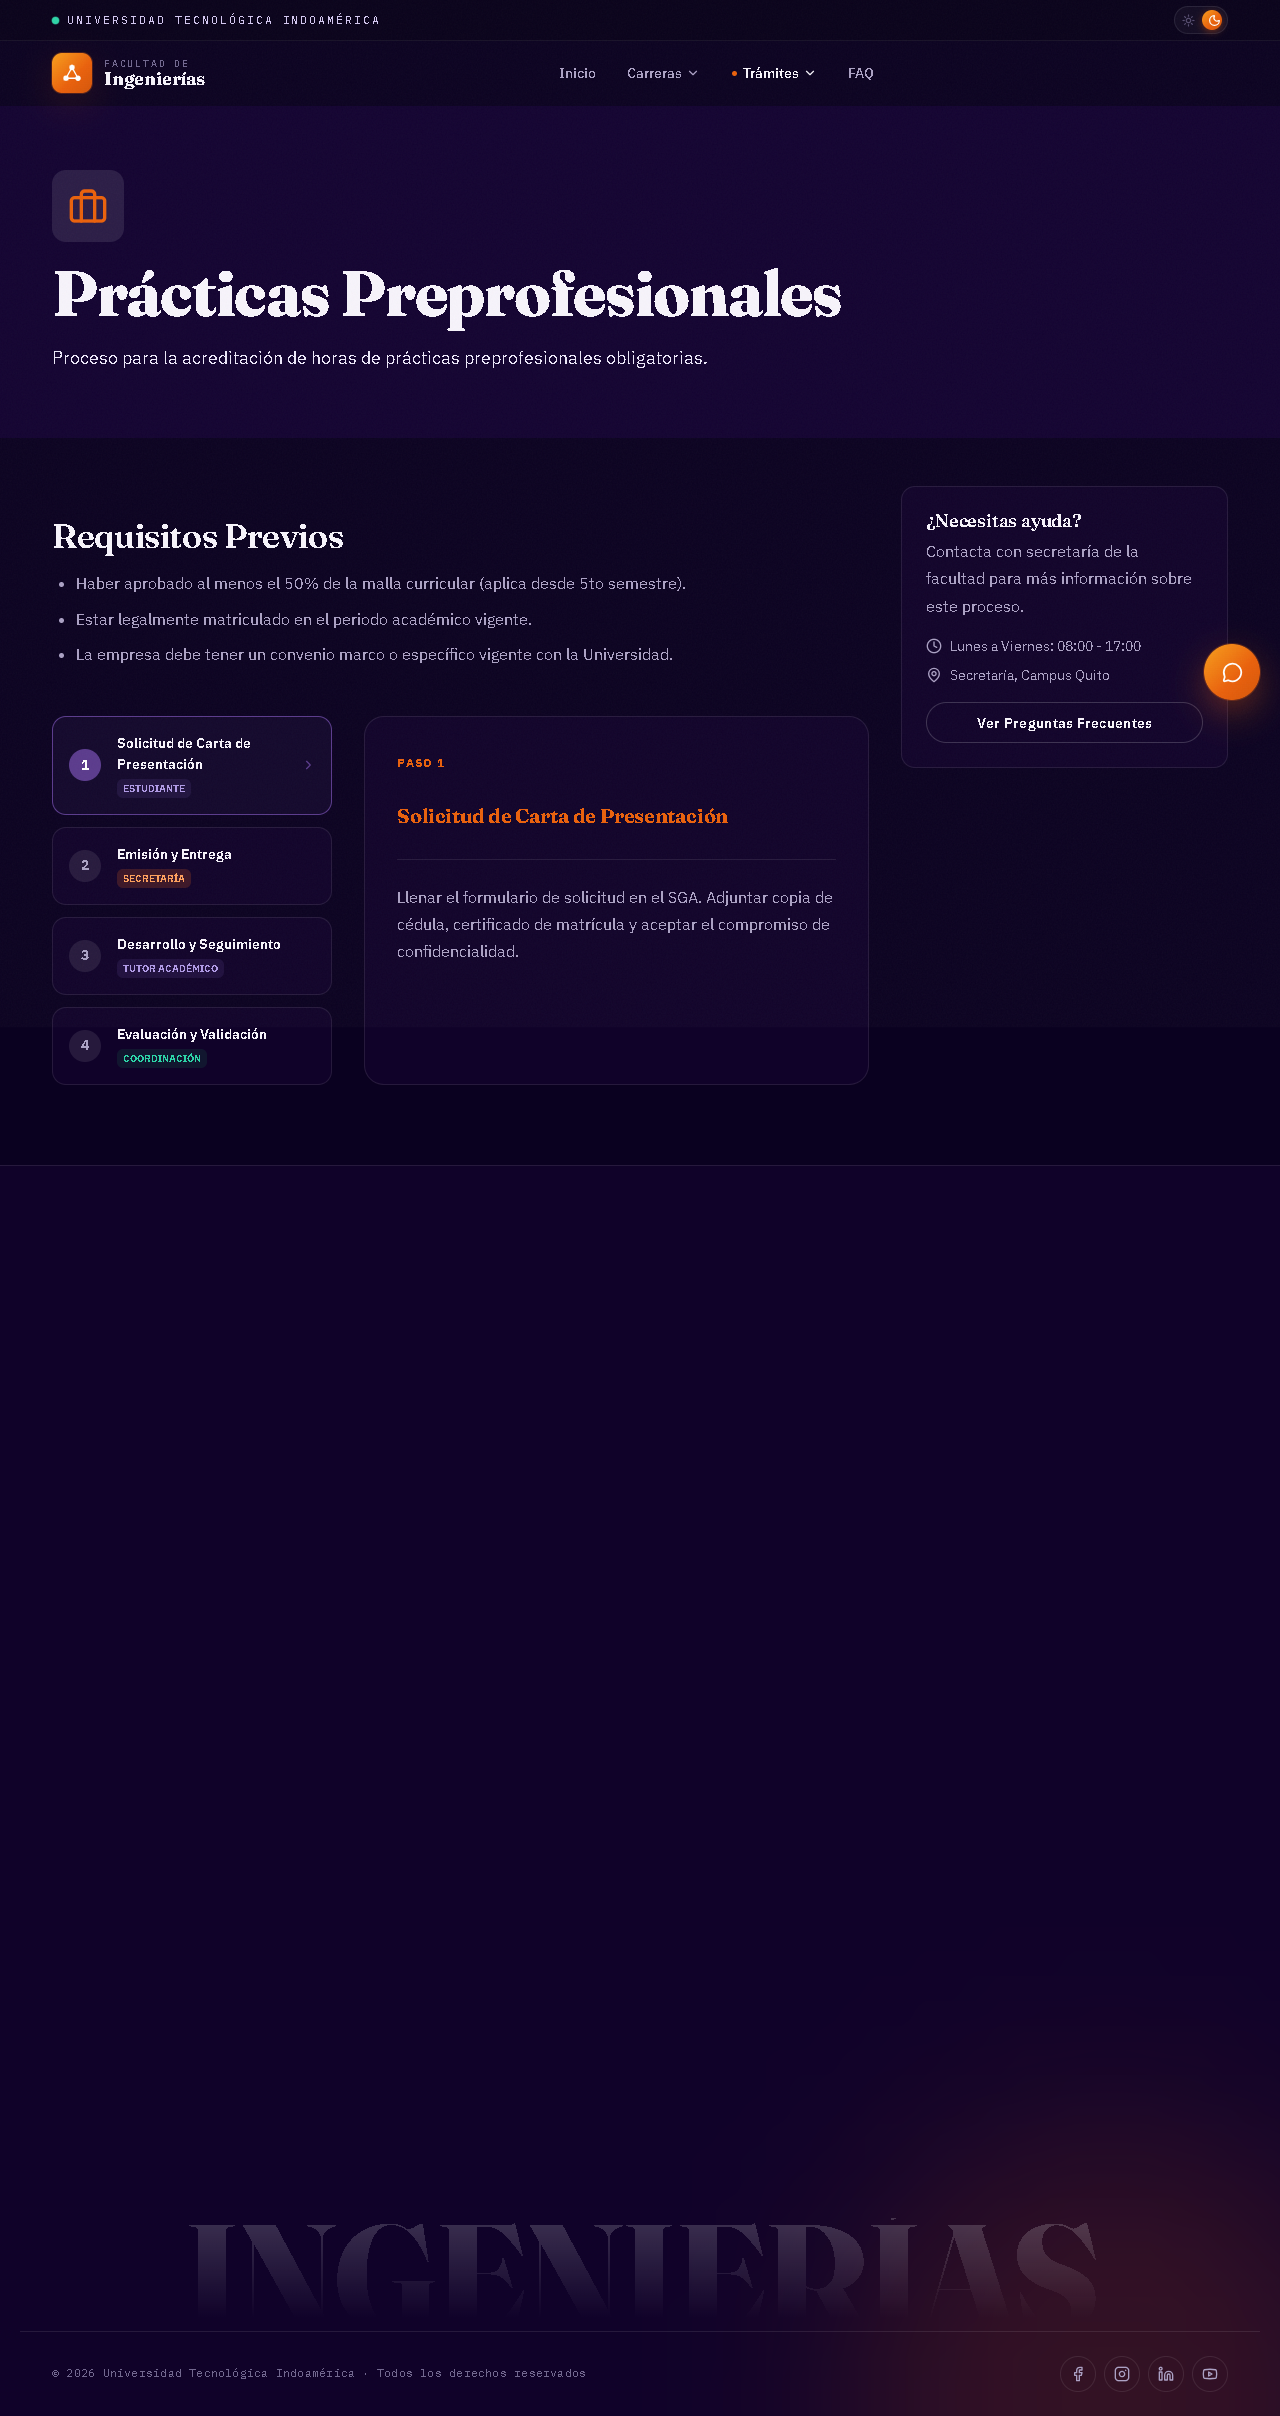 UNIVERSIDAD TECNOLÓGICA INDOAMÉRICA
FACULTAD DE
Ingenierías
Inicio
Carreras
Trámites
FAQ
Prácticas Preprofesionales
Proceso para la acreditación de horas de prácticas preprofesionales obligatorias.
Requisitos Previos
• Haber aprobado al menos el 50% de la malla curricular (aplica desde 5to semestre).
• Estar legalmente matriculado en el periodo académico vigente.
• La empresa debe tener un convenio marco o específico vigente con la Universidad.
1
Solicitud de Carta de
Presentación
ESTUDIANTE
2
Emisión y Entrega
SECRETARÍA
3
Desarrollo y Seguimiento
TUTOR ACADÉMICO
4
Evaluación y Validación
COORDINACIÓN
PASO 1
Solicitud de Carta de Presentación
Llenar el formulario de solicitud en el SGA. Adjuntar copia de
cédula, certificado de matrícula y aceptar el compromiso de
confidencialidad.
¿Necesitas ayuda?
Contacta con secretaría de la
facultad para más información sobre
este proceso.
Lunes a Viernes: 08:00 - 17:00
Secretaría, Campus Quito
Ver Preguntas Frecuentes
INGENIERÍAS
© 2026 Universidad Tecnológica Indoamérica · Todos los derechos reservados